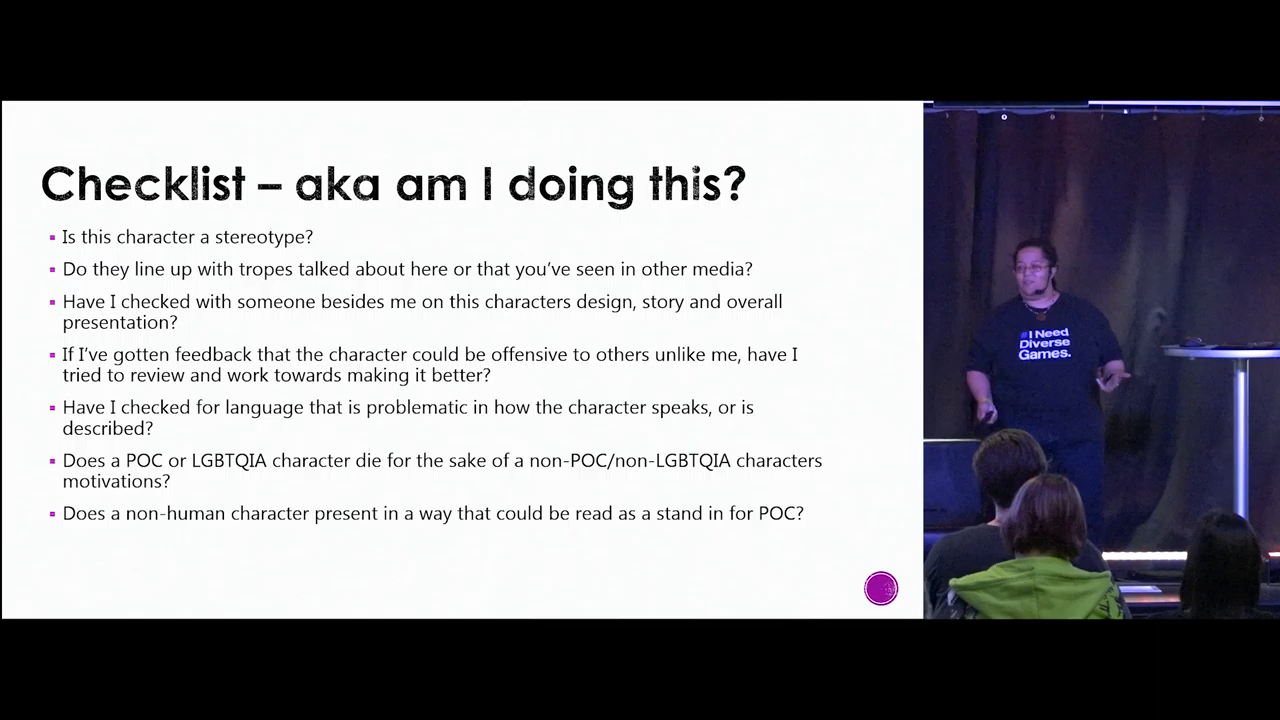 Checklist – aka am I doing this?
Is this character a stereotype?
Do they line up with tropes talked about here or that you've seen in other media?
Have I checked with someone besides me on this characters design, story and overall
presentation?
If I've gotten feedback that the character could be offensive to others unlike me, have I
tried to review and work towards making it better?
Have I checked for language that is problematic in how the character speaks, or is
described?
Does a POC or LGBTQIA character die for the sake of a non-POC/non-LGBTQIA characters
motivations?
Does a non-human character present in a way that could be read as a stand in for POC?
#I Need
Diverse
Games.